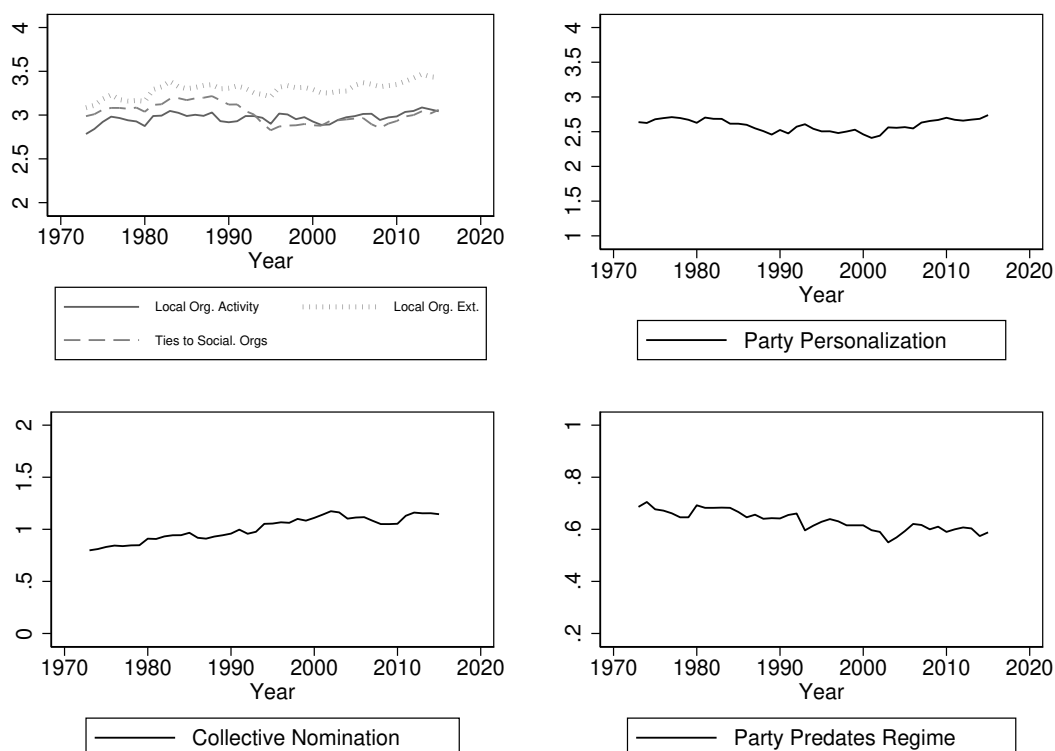 4
3.5
3
2.5
2
1970 1980 1990 2000 2010 2020
Year
Local Org. Activity Local Org. Ext.
Ties to Social. Orgs
4
3.5
3
2.5
2
1.5
1
1970 1980 1990 2000 2010 2020
Year
Party Personalization
2
1.5
1
.5
0
1970 1980 1990 2000 2010 2020
Year
Collective Nomination
1
.8
.6
.4
.2
1970 1980 1990 2000 2010 2020
Year
Party Predates Regime